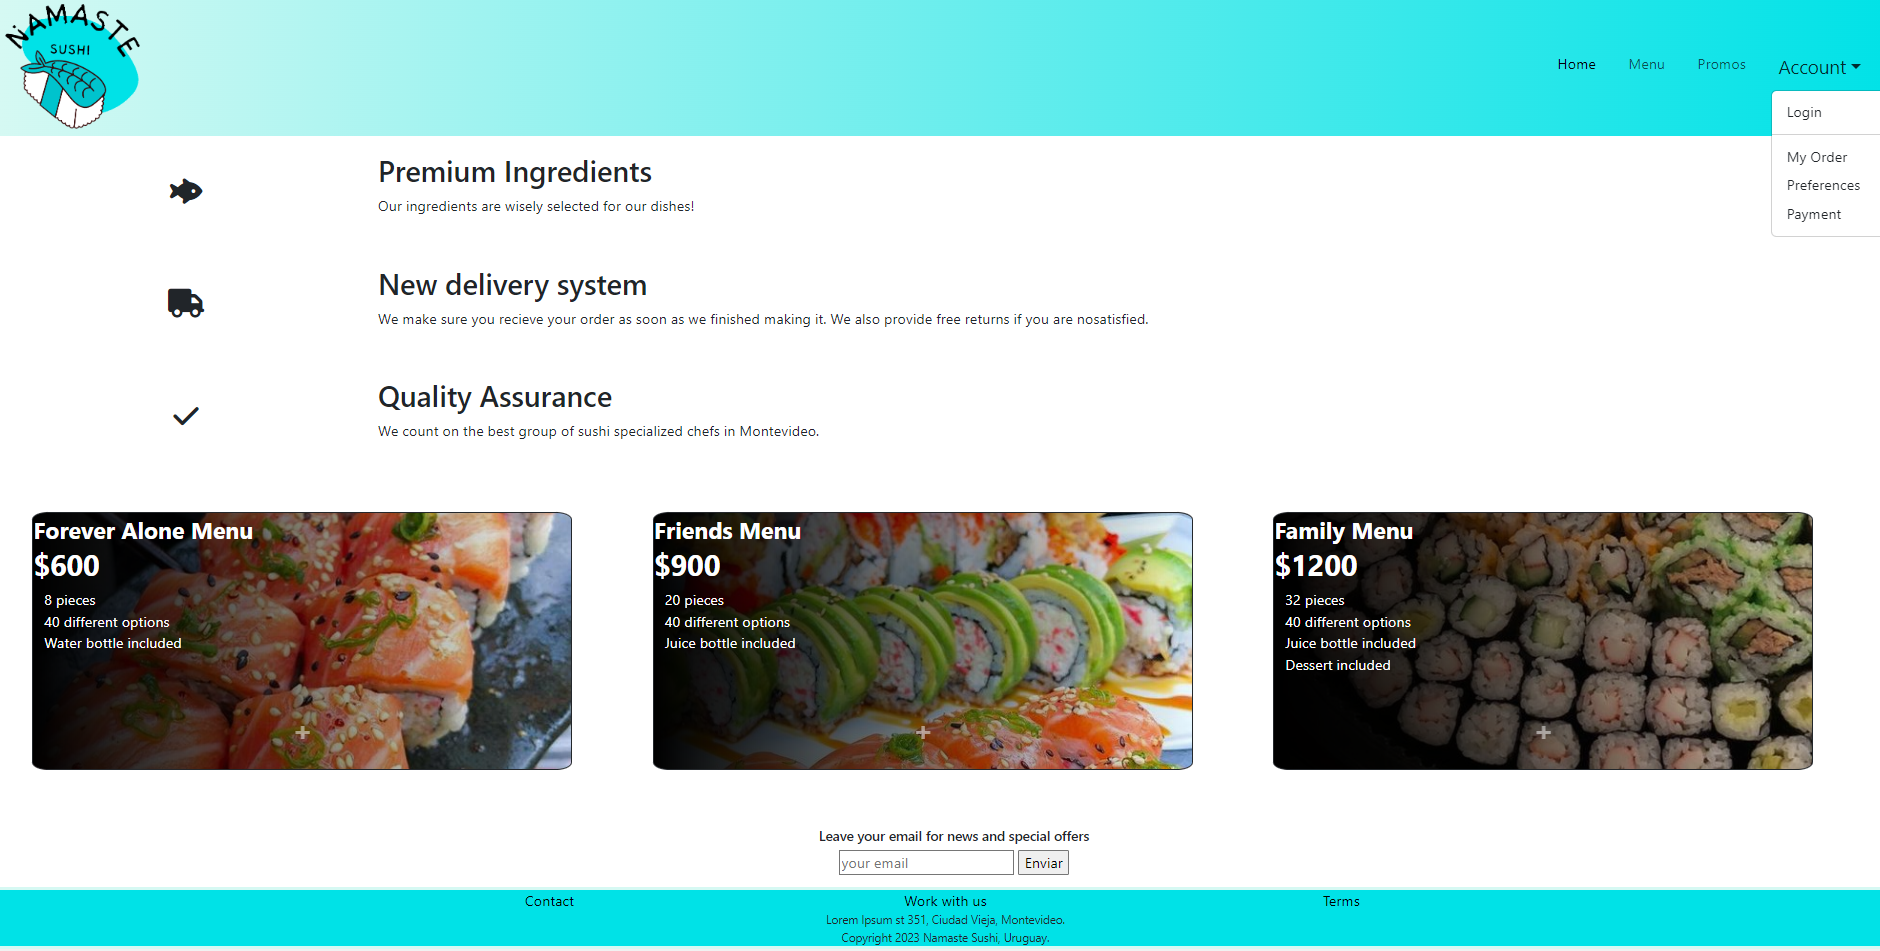 NAMASTE
SUSHI
Home
Menu
Promos
Account
Login
My Order
Preferences
Payment
Premium Ingredients
Our ingredients are wisely selected for our dishes!
New delivery system
We make sure you recieve your order as soon as we finished making it. We also provide free returns if you are nosatisfied.
Quality Assurance
We count on the best group of sushi specialized chefs in Montevideo.
Forever Alone Menu
$600
8 pieces
40 different options
Water bottle included
+
Friends Menu
$900
20 pieces
40 different options
Juice bottle included
+
Family Menu
$1200
32 pieces
40 different options
Juice bottle included
Dessert included
+
Leave your email for news and special offers
your email
Enviar
Contact
Work with us
Terms
Lorem Ipsum st 351, Ciudad Vieja, Montevideo.
Copyright 2023 Namaste Sushi, Uruguay.